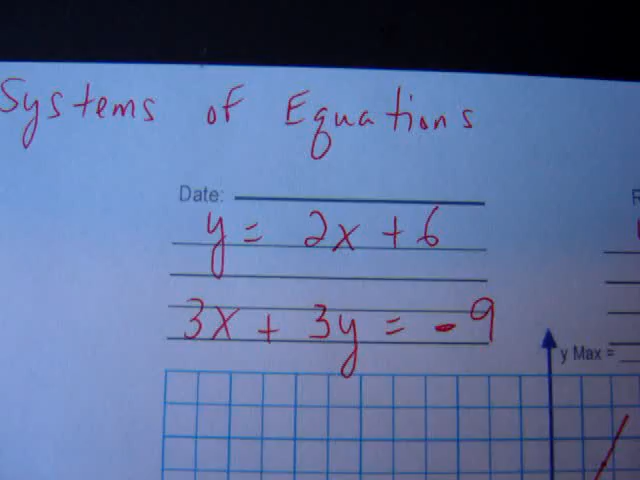 Systems of Equations
Date:
y = 2x + 6
3x + 3y = -9
y Max =